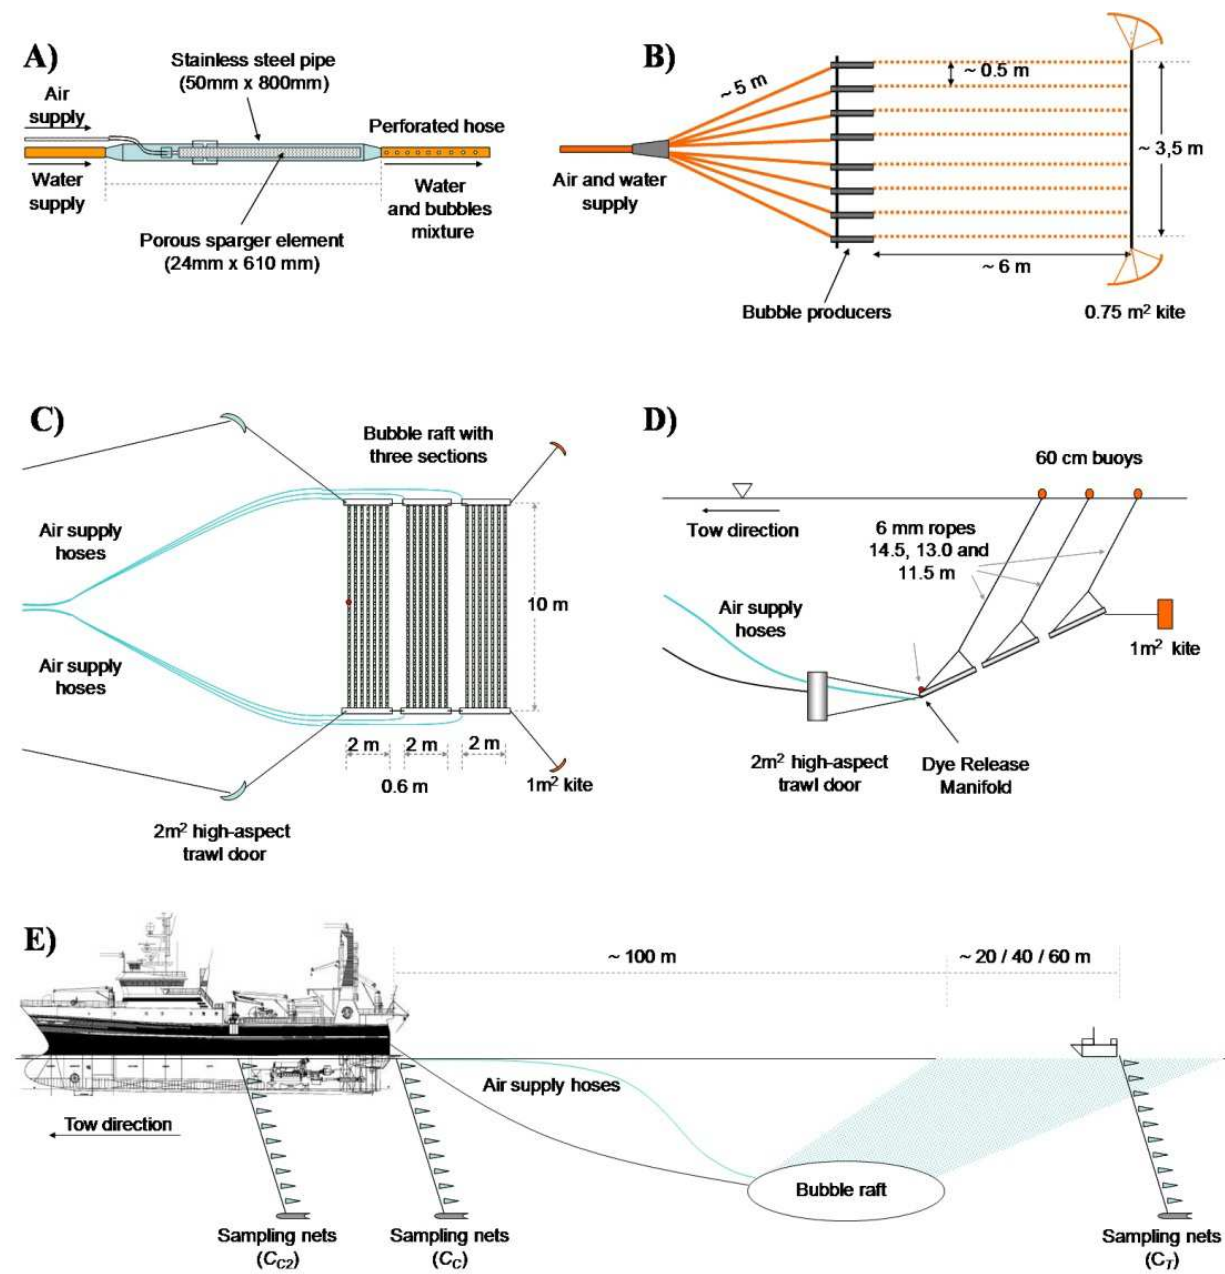 A)
Stainless steel pipe
(50mm x 800mm)
Air
supply
Perforated hose
Water
supply
Water
and bubbles
mixture
Porous sparger element
(24mm x 610 mm)
B)
~ 5 m
~ 0.5 m
~ 3,5 m
Air and water
supply
~ 6 m
Bubble producers
0.75 m² kite
C)
Bubble raft with
three sections
Air supply
hoses
10 m
Air supply
hoses
2 m
2 m
2 m
0.6 m
1m² kite
2m² high-aspect
trawl door
D)
60 cm buoys
Tow direction
6 mm ropes
14.5, 13.0 and
11.5 m
Air supply
hoses
1m² kite
2m² high-aspect
trawl door
Dye Release
Manifold
E)
~ 100 m
~ 20 / 40 / 60 m
Air supply hoses
Tow direction
Bubble raft
Sampling nets
(C_C2)
Sampling nets
(C_C)
Sampling nets
(C_T)